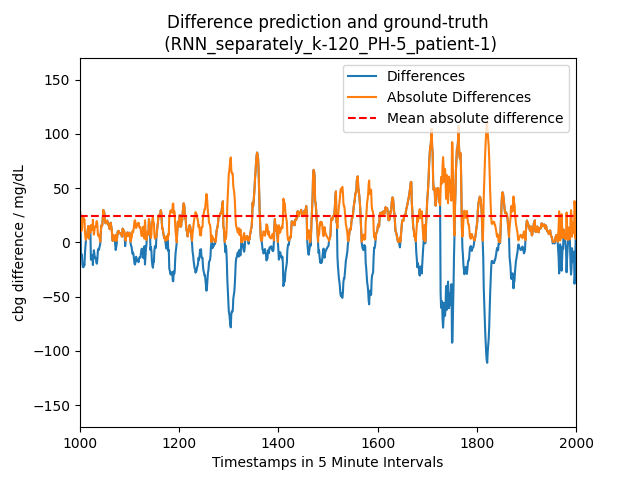 Difference prediction and ground-truth
(RNN_separately_k-120_PH-5_patient-1)
Differences
Absolute Differences
Mean absolute difference
cbg difference / mg/dL
150
100
50
0
−50
−100
−150
1000
1200
1400
1600
1800
2000
Timestamps in 5 Minute Intervals